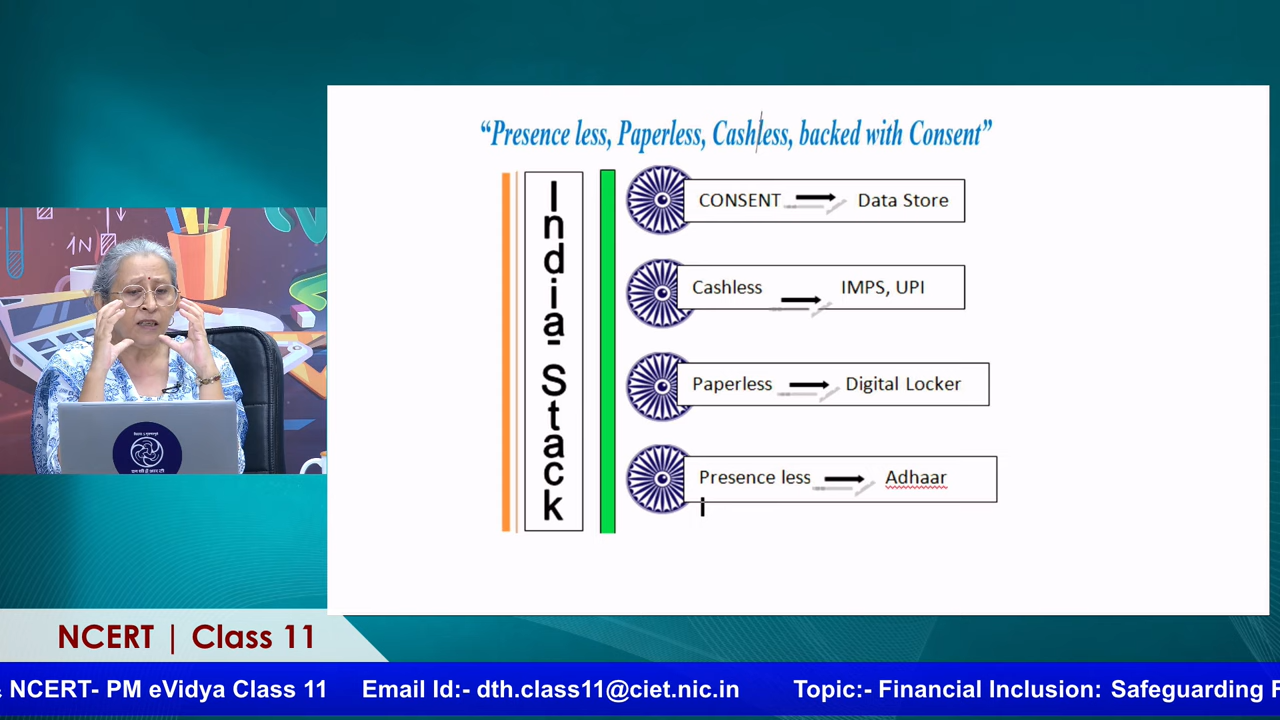 “Presence less, Paperless, Cashless, backed with Consent”
India Stack
CONSENT Data Store
Cashless IMPS, UPI
Paperless Digital Locker
Presence less Adhaar
NCERT | Class 11
NCERT- PM eVidya Class 11 Email Id:- dth.class11@ciet.nic.in Topic:- Financial Inclusion: Safeguarding